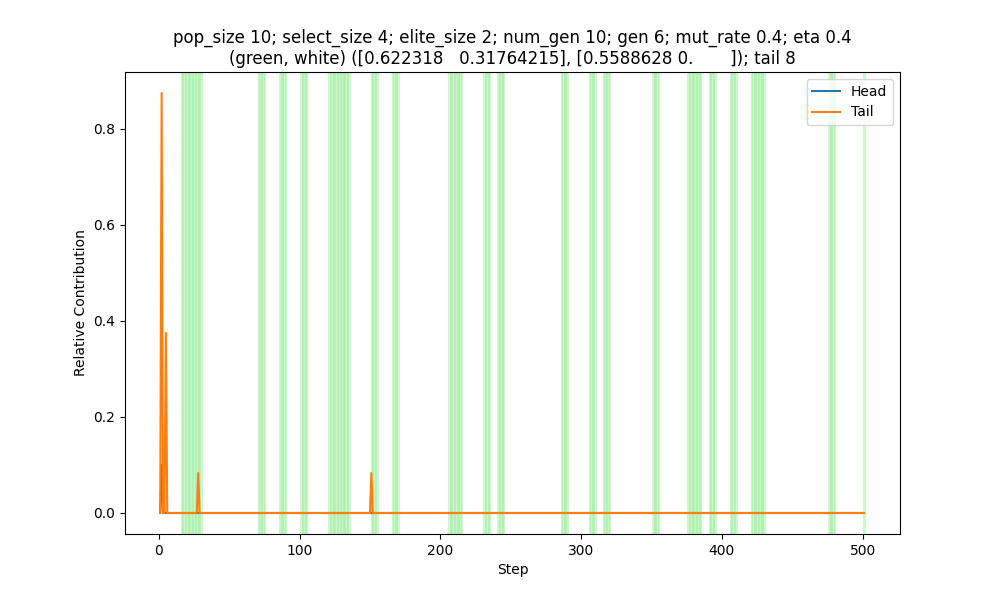 pop_size 10; select_size 4; elite_size 2; num_gen 10; gen 6; mut_rate 0.4; eta 0.4
(green, white) ([0.622318   0.31764215], [0.5588628 0.        ]); tail 8
Head
Tail
0.8
0.6
0.4
0.2
0.0
Relative Contribution
0 100 200 300 400 500
Step